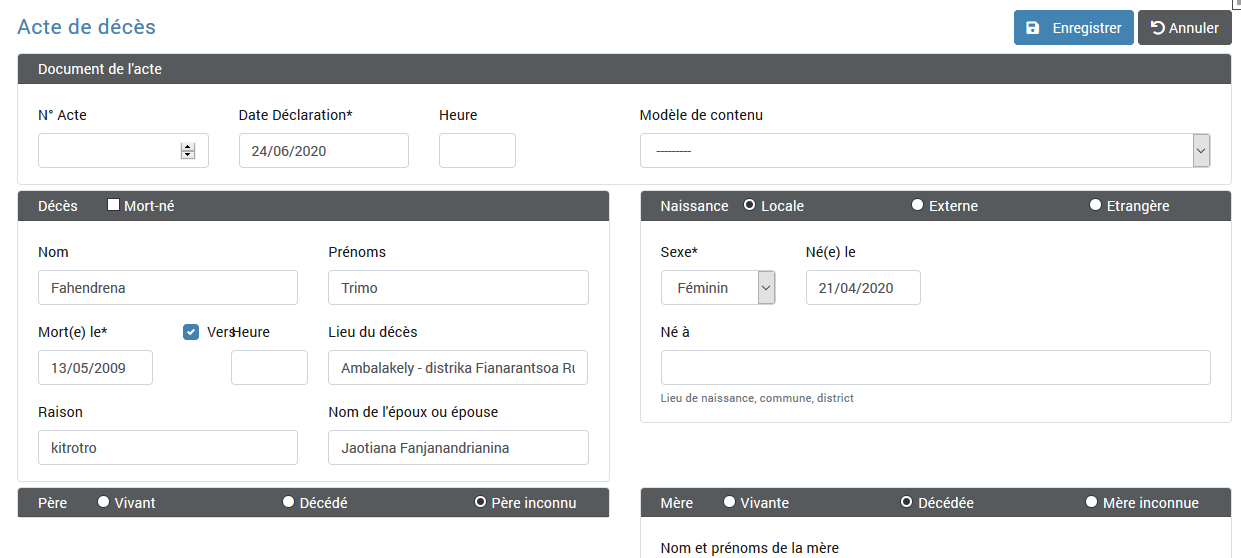 Acte de décès
Enregistrer Annuler
Document de l'acte
N° Acte Date Déclaration* Heure Modèle de contenu
24/06/2020 ---------
Décès Mort-né
Nom Prénoms
Fahendrena Trimo
Mort(e) le* Vers Heure Lieu du décès
13/05/2009 Ambalakely - distrika Fianarantsoa Ru
Raison Nom de l'époux ou épouse
kitrotro Jaotiana Fanjanandrianina
Naissance Locale Externe Etrangère
Sexe* Né(e) le
Féminin 21/04/2020
Né à
Lieu de naissance, commune, district
Père Vivant Décédé Père inconnu
Mère Vivante Décédée Mère inconnue
Nom et prénoms de la mère